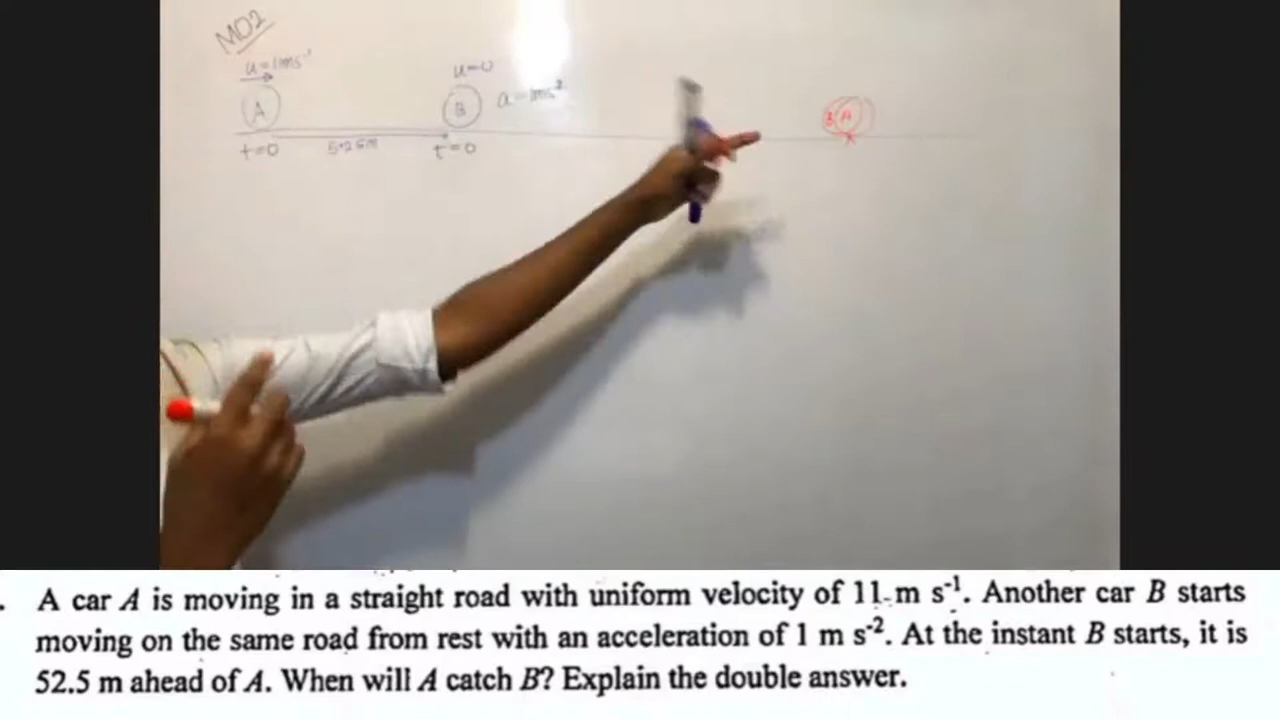 M02
u=11ms⁻¹
u=0
A
B
a=1ms⁻²
B A
t=0 52.5m t=0
. A car A is moving in a straight road with uniform velocity of 11 m s⁻¹. Another car B starts
moving on the same road from rest with an acceleration of 1 m s⁻². At the instant B starts, it is
52.5 m ahead of A. When will A catch B? Explain the double answer.